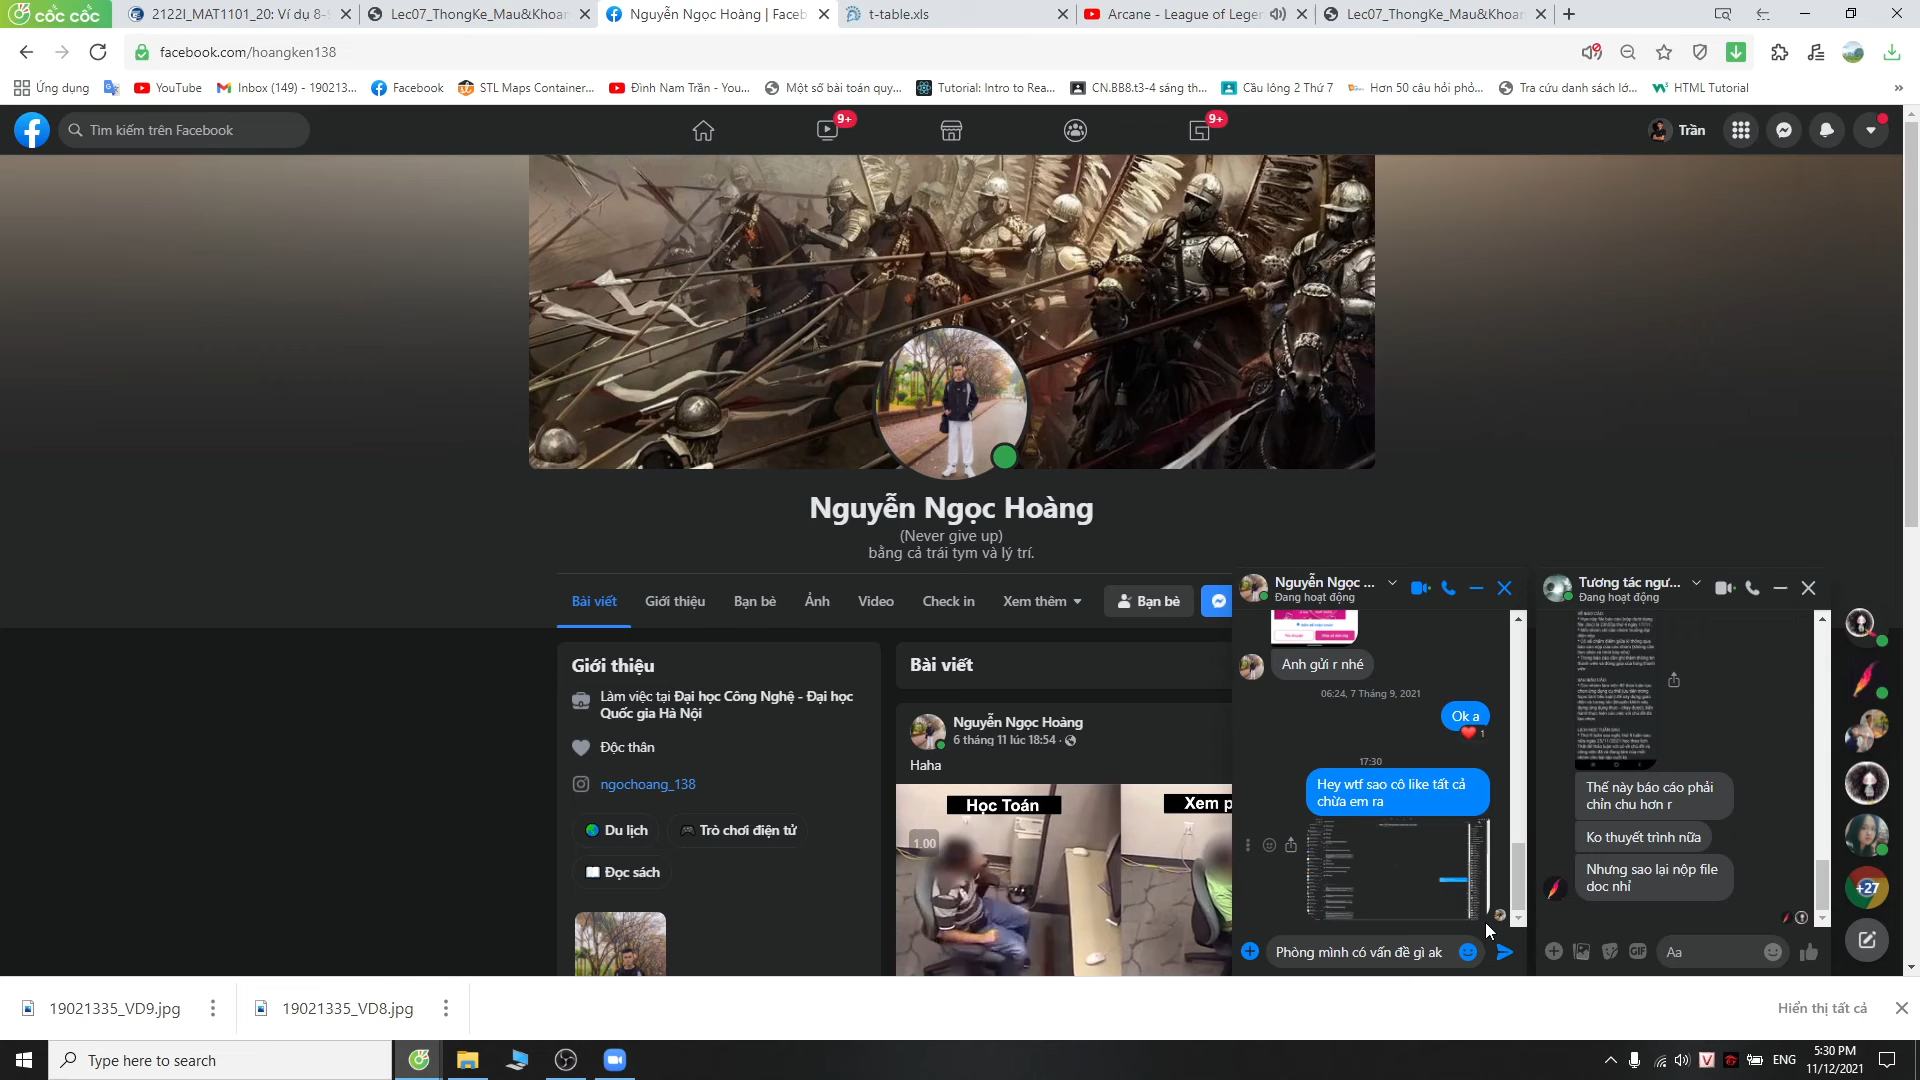 cốc cốc
2122I_MAT1101_20: Ví dụ 8-9
Lec07_ThongKe_Mau&Khoan
Nguyễn Ngọc Hoàng | Faceb
t-table.xls
Arcane - League of Leger
Lec07_ThongKe_Mau&Khoan
facebook.com/hoangken138
Ứng dụng
YouTube
Inbox (149) - 190213...
Facebook
STL Maps Container...
Đình Nam Trần - You...
Một số bài toán quy...
Tutorial: Intro to Rea...
CN.BB8.t3-4 sáng th...
Cầu lông 2 Thứ 7
Hơn 50 câu hỏi phỏ...
Tra cứu danh sách lớ...
HTML Tutorial
Tìm kiếm trên Facebook
9+
9+
Trần
Nguyễn Ngọc Hoàng
(Never give up)
bằng cả trái tym và lý trí.
Bài viết
Giới thiệu
Bạn bè
Ảnh
Video
Check in
Xem thêm
Bạn bè
Giới thiệu
Làm việc tại Đại học Công Nghệ - Đại học
Quốc gia Hà Nội
Độc thân
ngochoang_138
Du lịch
Trò chơi điện tử
Đọc sách
Bài viết
Nguyễn Ngọc Hoàng
6 tháng 11 lúc 18:54
Haha
Học Toán
Xem p
1.00
Nguyễn Ngọc ...
Đang hoạt động
Anh gửi r nhé
06:24, 7 Tháng 9, 2021
Ok a
1
17:30
Hey wtf sao cô like tất cả
chừa em ra
Phòng mình có vấn đề gì ak
Tương tác ngư...
Đang hoạt động
Thế này báo cáo phải
chỉn chu hơn r
Ko thuyết trình nữa
Nhưng sao lại nộp file
doc nhỉ
GIF
Aa
+27
19021335_VD9.jpg
19021335_VD8.jpg
Hiển thị tất cả
Type here to search
ENG
5:30 PM
11/12/2021